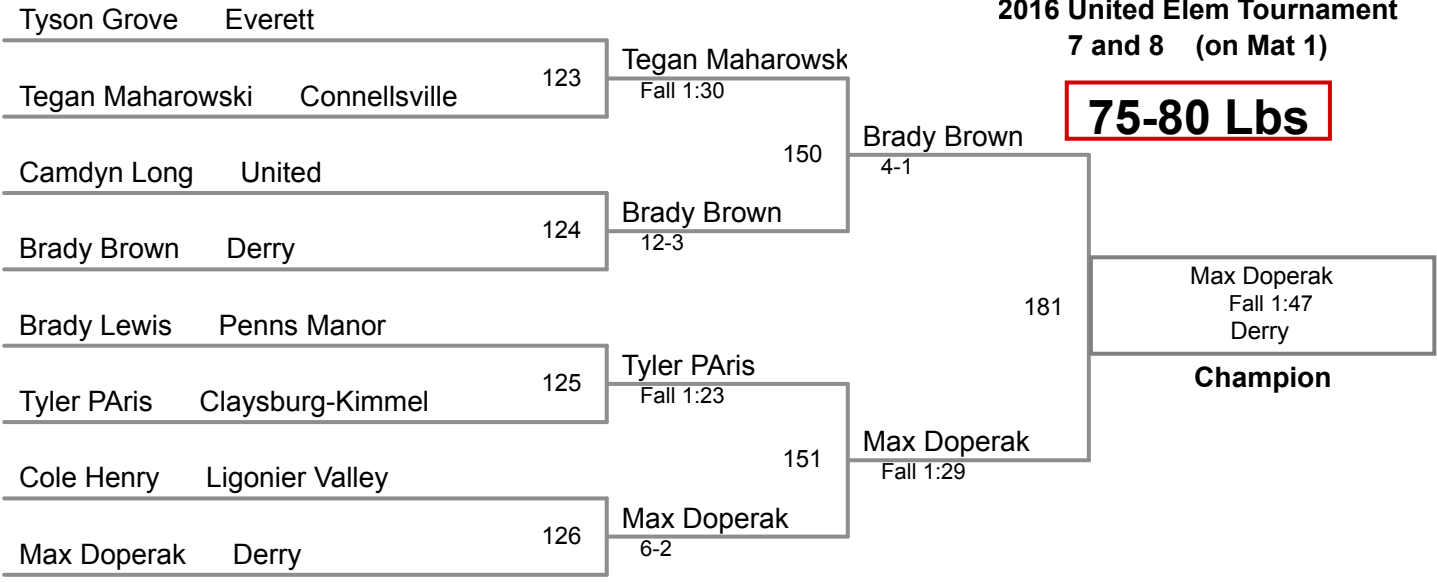 Tyson Grove Everett
2016 United Elem Tournament
7 and 8 (on Mat 1)
Tegan Maharowsk
123
Fall 1:30
Tegan Maharowski Connellsville
75-80 Lbs
Brady Brown
150
4-1
Camdyn Long United
Brady Brown
124
12-3
Brady Brown Derry
Max Doperak
Fall 1:47
Derry
181
Brady Lewis Penns Manor
Tyler PAris
125
Fall 1:23
Champion
Tyler PAris Claysburg-Kimmel
Max Doperak
151
Fall 1:29
Cole Henry Ligonier Valley
Max Doperak
126
6-2
Max Doperak Derry